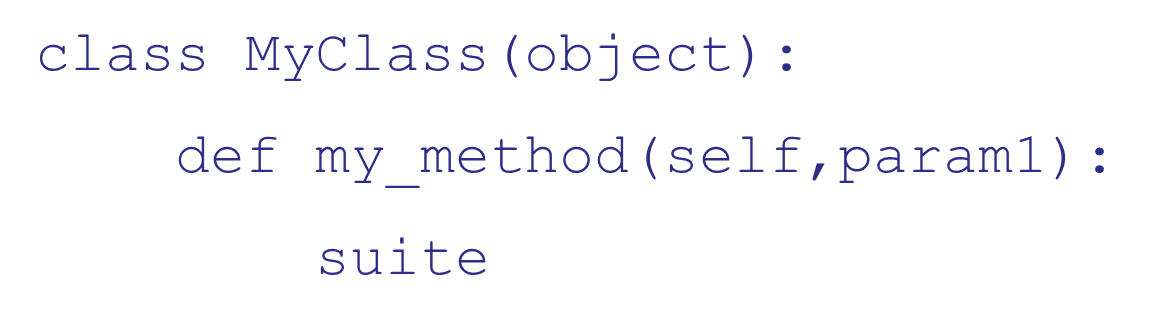 class MyClass(object):
    def my_method(self,param1):
        suite